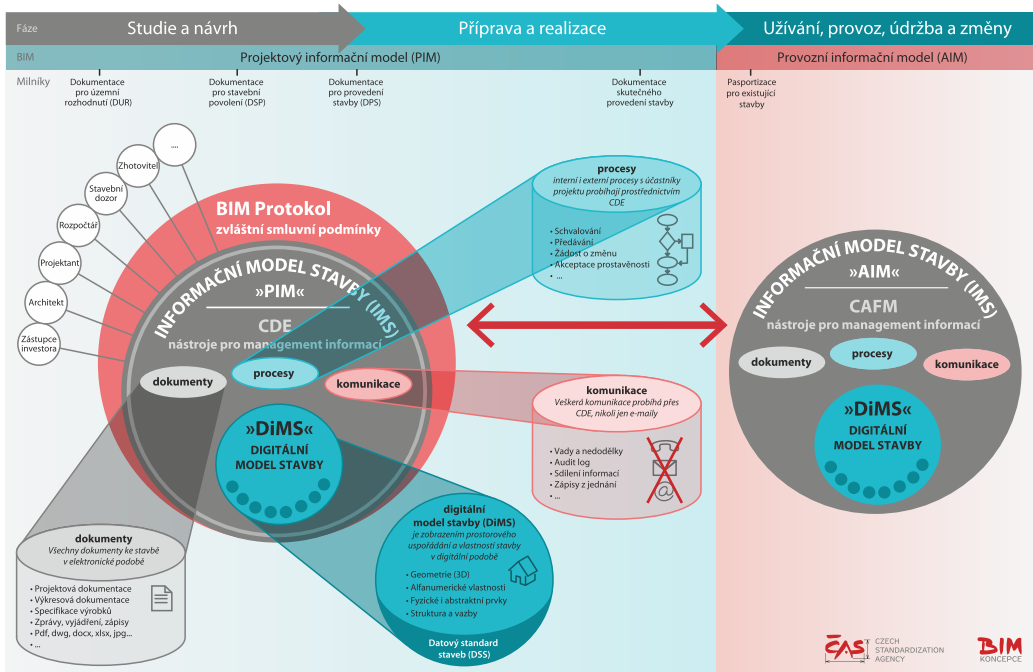 Fáze
Studie a návrh
Příprava a realizace
Užívání, provoz, údržba a změny
BIM
Projektový informační model (PIM)
Provozní informační model (AIM)
Milníky
Dokumentace
pro územní
rozhodnutí (DUR)
Dokumentace
pro stavební
povolení (DSP)
Dokumentace
pro provedení
stavby (DPS)
Dokumentace
skutečného
provedení stavby
Pasportizace
pro existující
stavby
....
Zhotovitel
Stavební
dozor
Rozpočtář
Projektant
Architekt
Zástupce
investora
BIM Protokol
zvláštní smluvní podmínky
INFORMAČNÍ MODEL STAVBY (IMS)
»PIM«
CDE
nástroje pro management informací
dokumenty
procesy
komunikace
»DiMS«
DIGITÁLNÍ
MODEL STAVBY
procesy
interní i externí procesy s účastníky
projektu probíhají prostřednictvím
CDE
• Schvalování
• Předávání
• Žádost o změnu
• Akceptace prostavěnosti
• ...
komunikace
Veškerá komunikace probíhá přes
CDE, nikoli jen e-maily
• Vady a nedodělky
• Audit log
• Sdílení informací
• Zápisy z jednání
• ...
@
dokumenty
Všechny dokumenty ke stavbě
v elektronické podobě
• Projektová dokumentace
• Výkresová dokumentace
• Specifikace výrobků
• Zprávy, vyjádření, zápisy
• Pdf, dwg, docx, xlsx, jpg...
• ...
digitální
model stavby (DiMS)
je zobrazením prostorového
uspořádání a vlastností stavby
v digitální podobě
• Geometrie (3D)
• Alfanumerické vlastnosti
• Fyzické i abstraktní prvky
• Struktura a vazby
Datový standard
staveb (DSS)
INFORMAČNÍ MODEL STAVBY (IMS)
»AIM«
CAFM
nástroje pro management informací
dokumenty
procesy
komunikace
»DiMS«
DIGITÁLNÍ
MODEL STAVBY
ČAS
CZECH
STANDARDIZATION
AGENCY
BIM
KONCEPCE